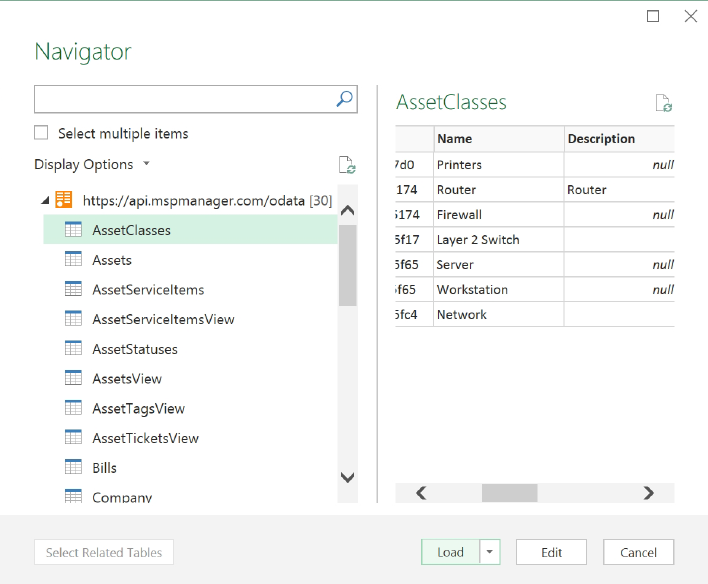 Navigator
Select multiple items
Display Options
https://api.mspmanager.com/odata [30]
AssetClasses
Assets
AssetServiceItems
AssetServiceItemsView
AssetStatuses
AssetsView
AssetTagsView
AssetTicketsView
Bills
Company
AssetClasses
Name Description
7d0 Printers null
174 Router Router
5174 Firewall null
5f17 Layer 2 Switch
5f65 Server null
5f65 Workstation null
5fc4 Network
Select Related Tables
Load
Edit
Cancel